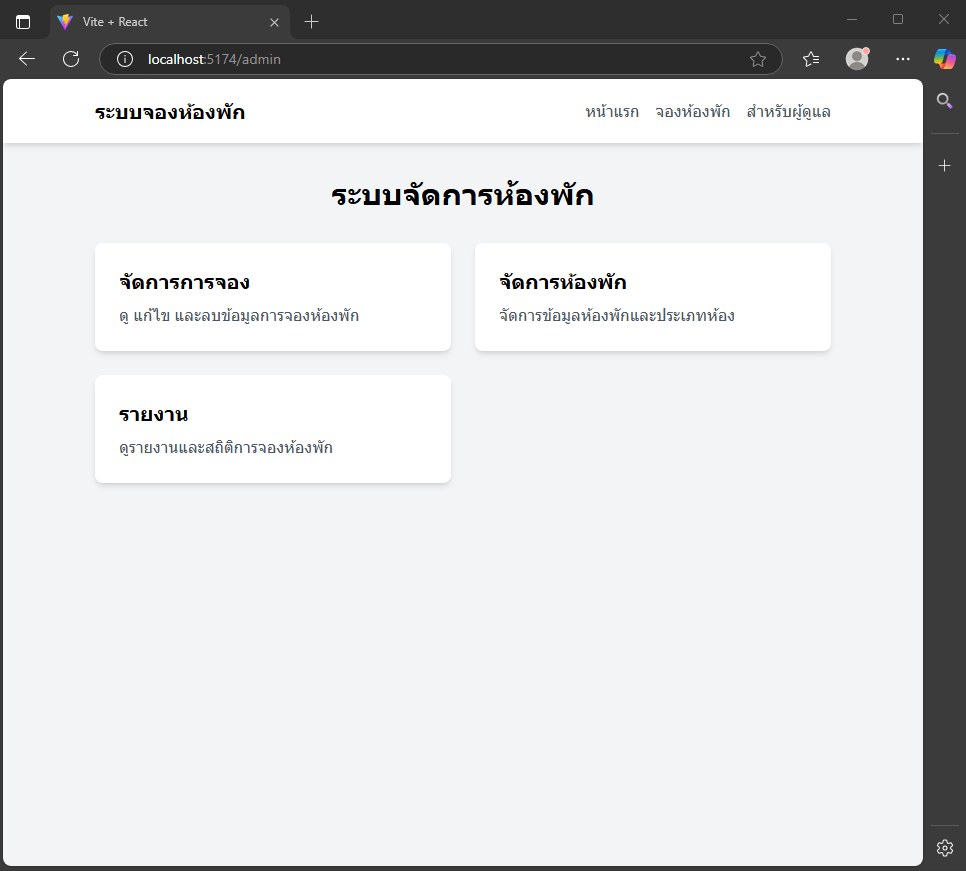 Vite + React
localhost:5174/admin
ระบบจองห้องพัก
หน้าแรก จองห้องพัก สำหรับผู้ดูแล
ระบบจัดการห้องพัก
จัดการการจอง
ดู แก้ไข และลบข้อมูลการจองห้องพัก
จัดการห้องพัก
จัดการข้อมูลห้องพักและประเภทห้อง
รายงาน
ดูรายงานและสถิติการจองห้องพัก